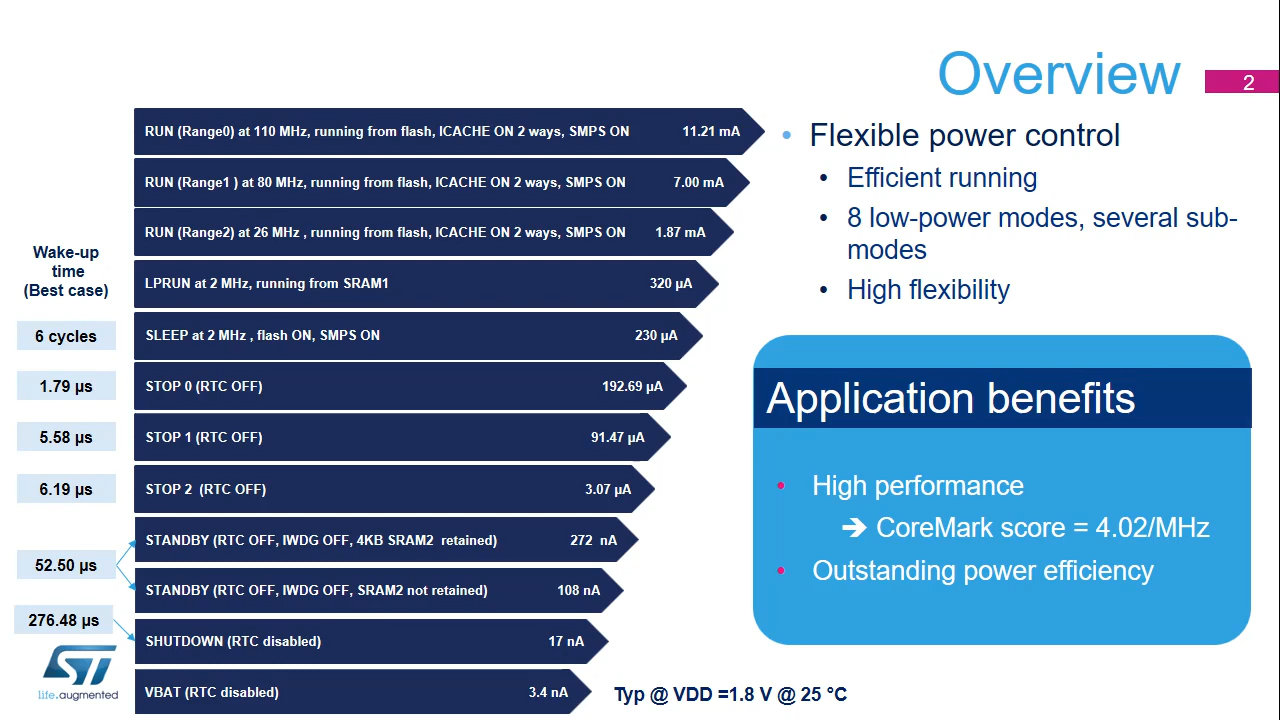 Overview
2
RUN (Range0) at 110 MHz, running from flash, ICACHE ON 2 ways, SMPS ON 11.21 mA
RUN (Range1 ) at 80 MHz, running from flash, ICACHE ON 2 ways, SMPS ON 7.00 mA
RUN (Range2) at 26 MHz , running from flash, ICACHE ON 2 ways, SMPS ON 1.87 mA
LPRUN at 2 MHz, running from SRAM1 320 µA
Wake-up
time
(Best case)
6 cycles
SLEEP at 2 MHz , flash ON, SMPS ON 230 µA
1.79 µs
STOP 0 (RTC OFF) 192.69 µA
5.58 µs
STOP 1 (RTC OFF) 91.47 µA
6.19 µs
STOP 2 (RTC OFF) 3.07 µA
52.50 µs
STANDBY (RTC OFF, IWDG OFF, 4KB SRAM2 retained) 272 nA
STANDBY (RTC OFF, IWDG OFF, SRAM2 not retained) 108 nA
276.48 µs
SHUTDOWN (RTC disabled) 17 nA
VBAT (RTC disabled) 3.4 nA
Typ @ VDD =1.8 V @ 25 °C
• Flexible power control
• Efficient running
• 8 low-power modes, several sub-
modes
• High flexibility
Application benefits
• High performance
➔ CoreMark score = 4.02/MHz
• Outstanding power efficiency
ST
life.augmented